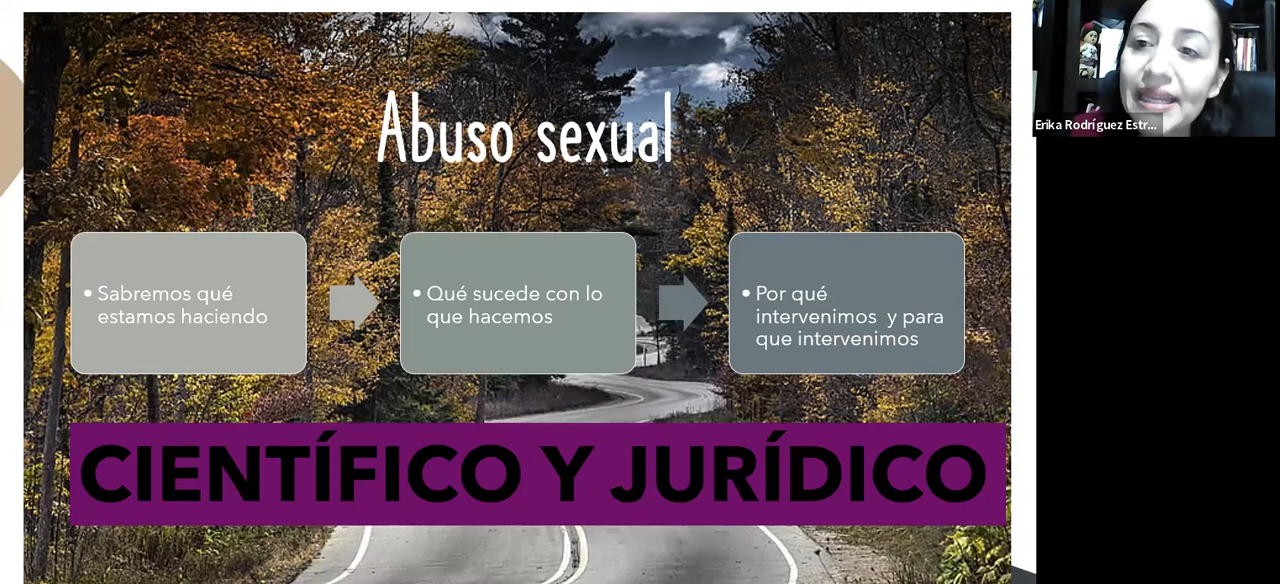 Abuso sexual
• Sabremos qué
estamos haciendo
• Qué sucede con lo
que hacemos
• Por qué
intervenimos y para
que intervenimos
CIENTÍFICO Y JURÍDICO
Erika Rodríguez Estr...